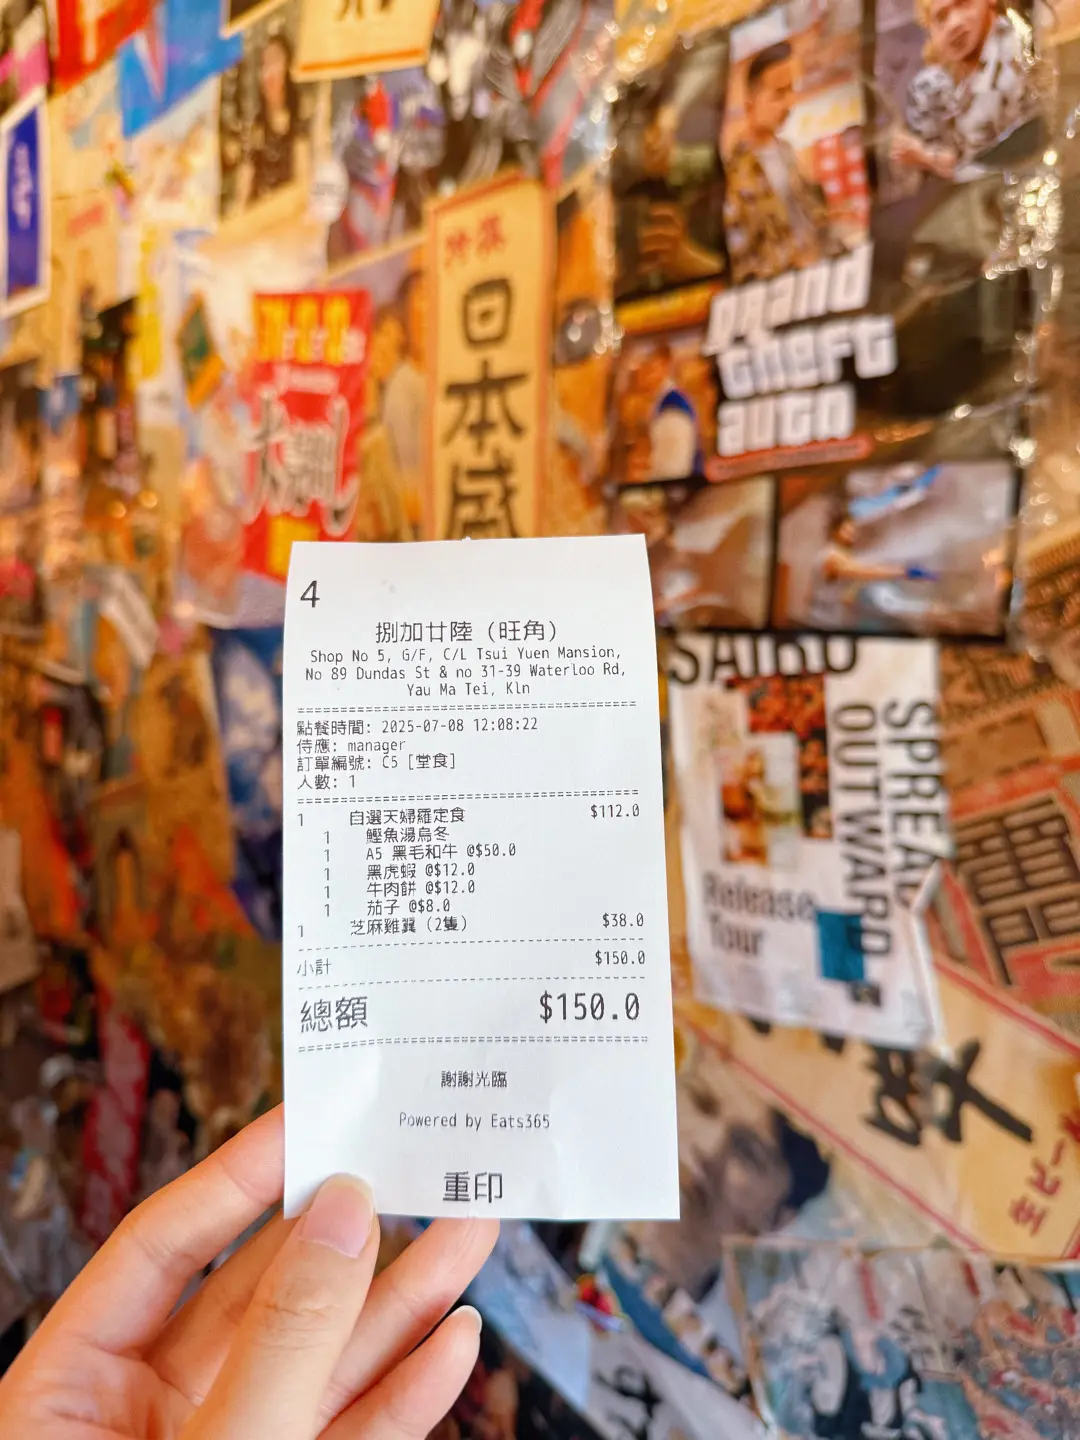 日本威
grand
theft
auto
SPREAD
OUTWARD
Release
Tour
4
捌加廿陸 (旺角)
Shop No 5, G/F, C/L Tsui Yuen Mansion,
No 89 Dundas St & no 31-39 Waterloo Rd,
Yau Ma Tei, Kln
點餐時間: 2025-07-08 12:08:22
侍應: manager
訂單編號: C5 [堂食]
人數: 1
1 自選天婦羅定食 $112.0
1 鰹魚湯烏冬
1 A5 黑毛和牛 @$50.0
1 黑虎蝦 @$12.0
1 牛肉餅 @$12.0
1 茄子 @$8.0
1 芝麻雞翼 (2隻) $38.0
小計 $150.0
總額 $150.0
謝謝光臨
Powered by Eats365
重印